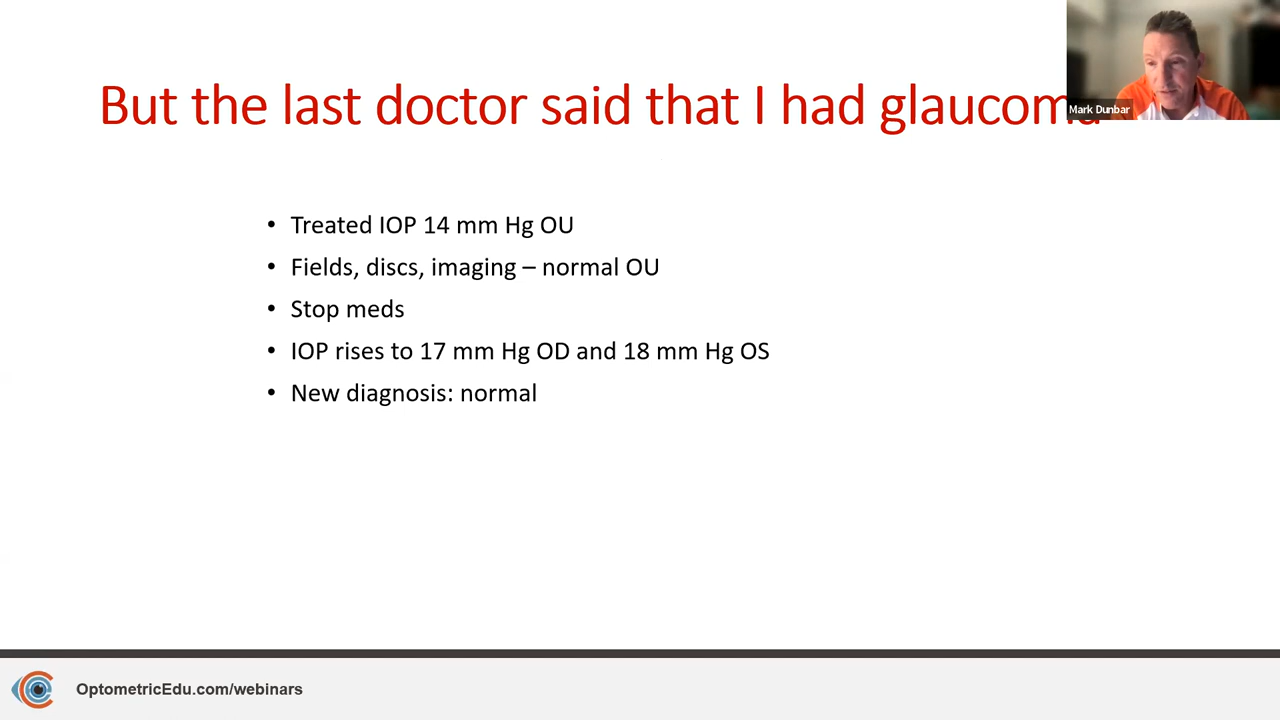 But the last doctor said that I had glaucoma
Mark Dunbar
• Treated IOP 14 mm Hg OU
• Fields, discs, imaging – normal OU
• Stop meds
• IOP rises to 17 mm Hg OD and 18 mm Hg OS
• New diagnosis: normal
OptometricEdu.com/webinars